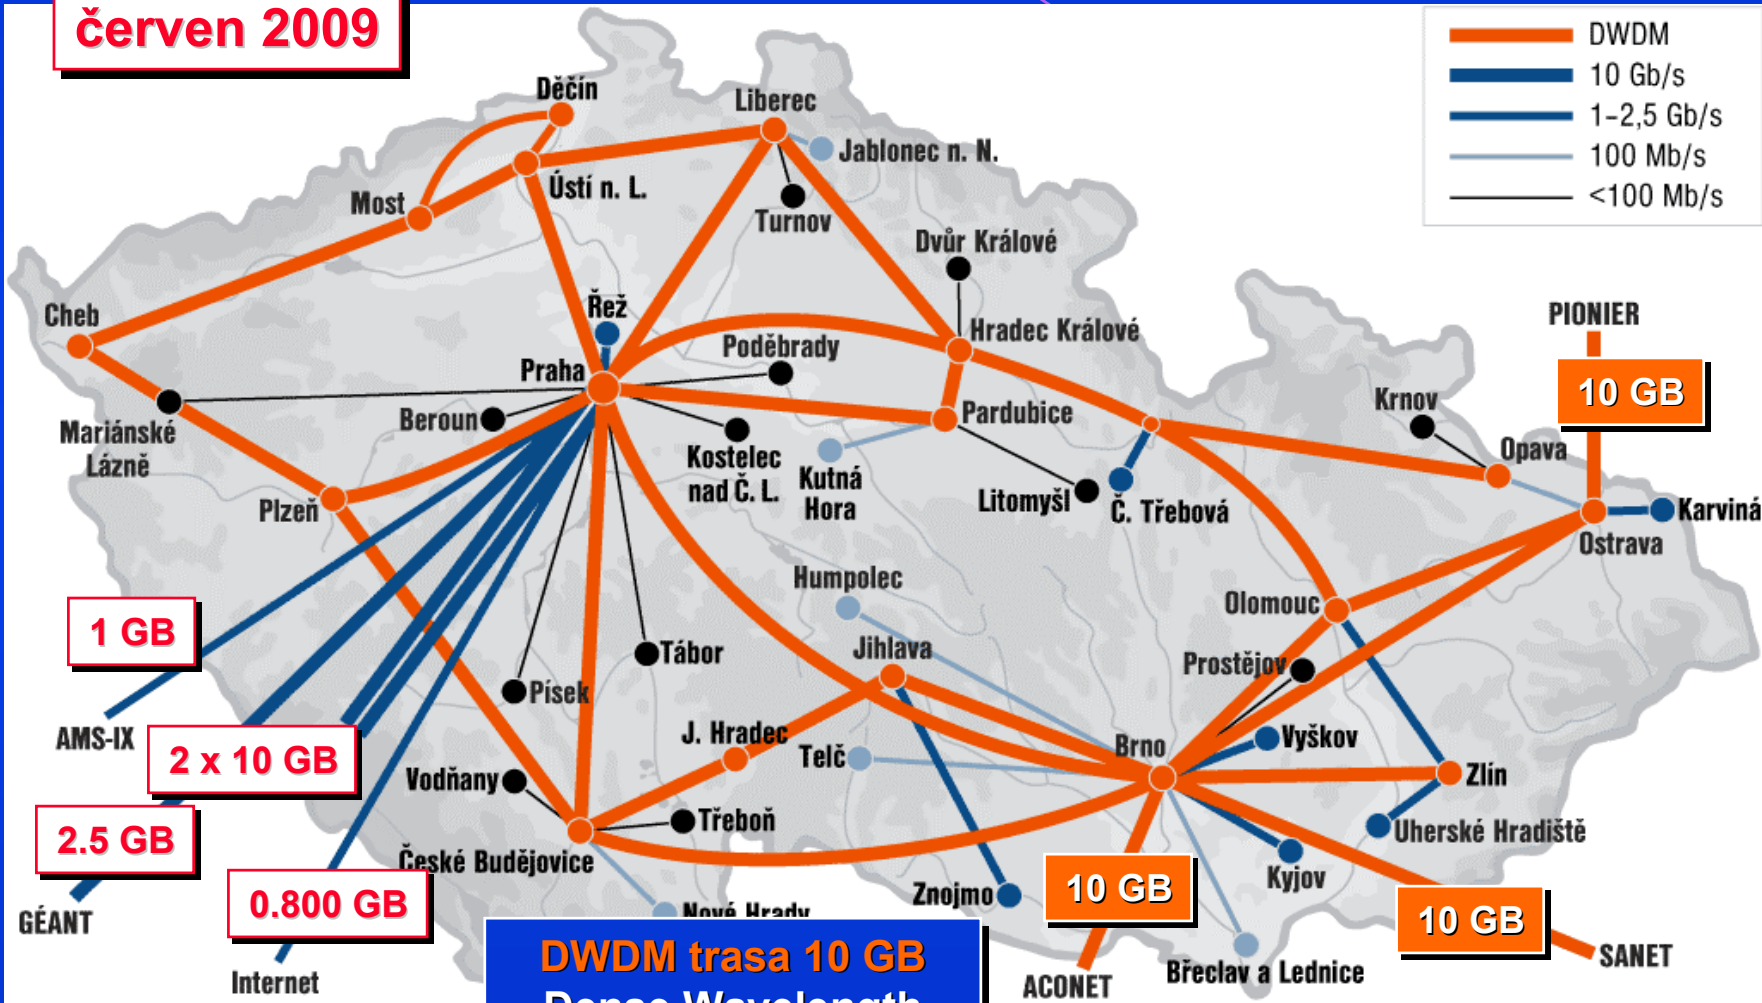 červen 2009
DWDM
10 Gb/s
1–2,5 Gb/s
100 Mb/s
<100 Mb/s
Děčín
Liberec
Jablonec n. N.
Ústí n. L.
Most
Turnov
Dvůr Králové
Cheb
Řež
Hradec Králové
PIONIER
Poděbrady
Praha
10 GB
Krnov
Beroun
Pardubice
Mariánské
Lázně
Opava
Kostelec
nad Č. L.
Kutná
Hora
Litomyšl
Č. Třebová
Plzeň
Karviná
Ostrava
Humpolec
Olomouc
1 GB
Jihlava
Tábor
Prostějov
Písek
AMS-IX
J. Hradec
Brno
Vyškov
2 x 10 GB
Telč
Vodňany
Zlín
Třeboň
Uherské Hradiště
2.5 GB
České Budějovice
Kyjov
10 GB
Znojmo
0.800 GB
Nové Hrady
10 GB
GÉANT
DWDM trasa 10 GB
SANET
Internet
ACONET
Břeclav a Lednice
Dense Wavelength